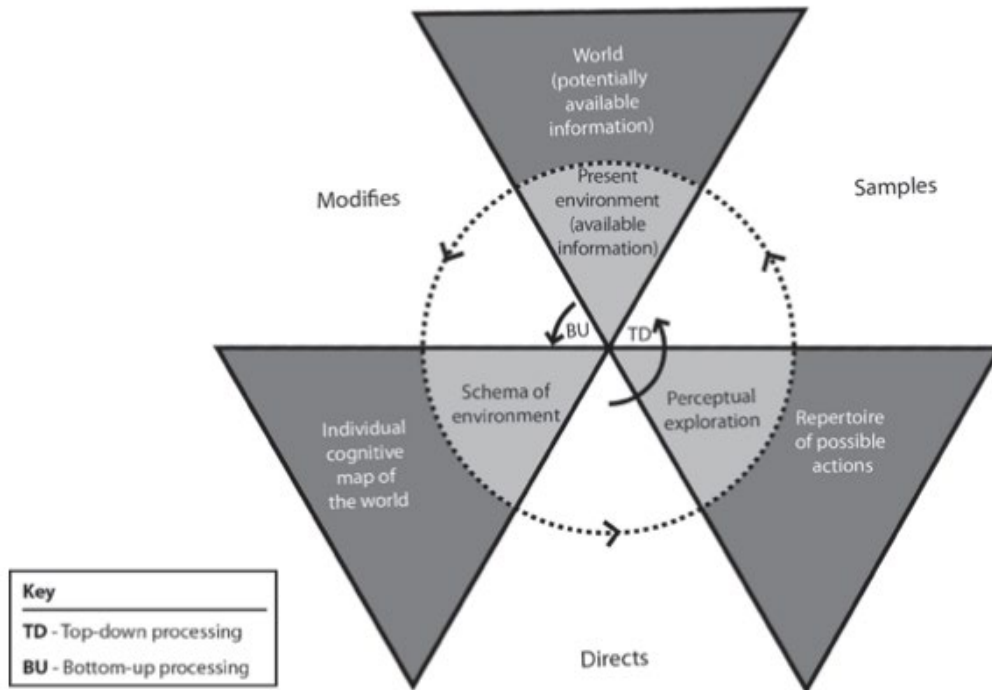 World
(potentially
available
information)
Present
environment
(available
information)
Modifies
Samples
BU
TD
Schema of
environment
Perceptual
exploration
Individual
cognitive
map of
the world
Repertoire
of possible
actions
Directs
Key
TD - Top-down processing
BU - Bottom-up processing